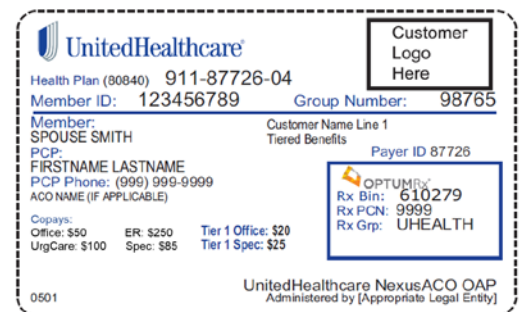 UnitedHealthcare®
Customer
Logo
Here
Health Plan (80840) 911-87726-04
Member ID: 123456789 Group Number: 98765
Member:
SPOUSE SMITH
Customer Name Line 1
Tiered Benefits
PCP:
FIRSTNAME LASTNAME
Payer ID 87726
PCP Phone: (999) 999-9999
ACO NAME (IF APPLICABLE)
OPTUMRx®
Rx Bin: 610279
Rx PCN: 9999
Rx Grp: UHEALTH
Copays:
Office: $50 ER: $250 Tier 1 Office: $20
UrgCare: $100 Spec: $85 Tier 1 Spec: $25
UnitedHealthcare NexusACO OAP
0501 Administered by [Appropriate Legal Entity]